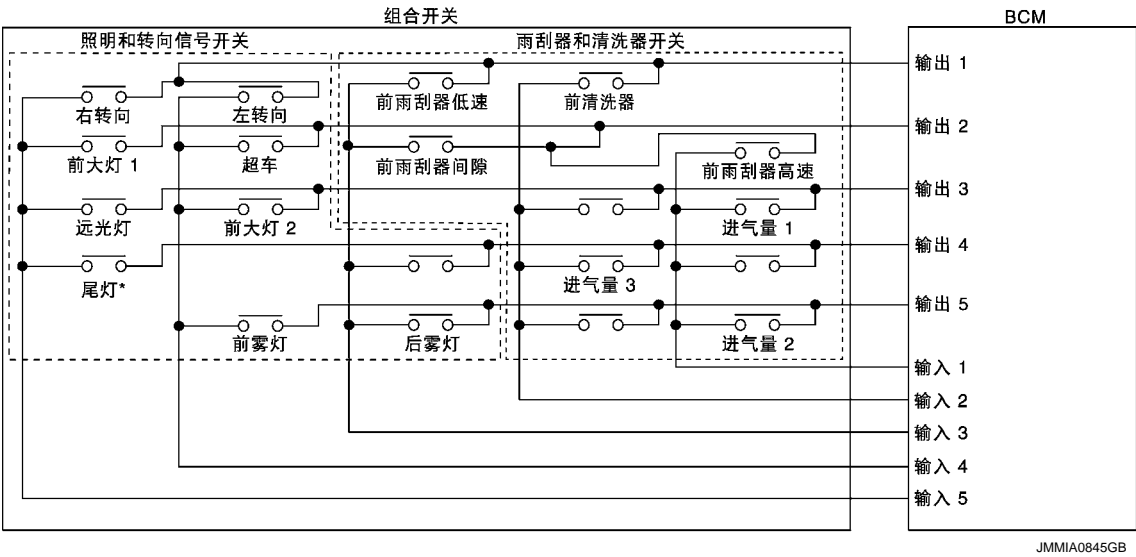 组合开关
BCM
照明和转向信号开关
雨刮器和清洗器开关
输出 1
右转向
左转向
前雨刮器低速
前清洗器
输出 2
前大灯 1
超车
前雨刮器间隙
前雨刮器高速
输出 3
远光灯
前大灯 2
进气量 1
输出 4
尾灯*
进气量 3
输出 5
前雾灯
后雾灯
进气量 2
输入 1
输入 2
输入 3
输入 4
输入 5
JMMIA0845GB